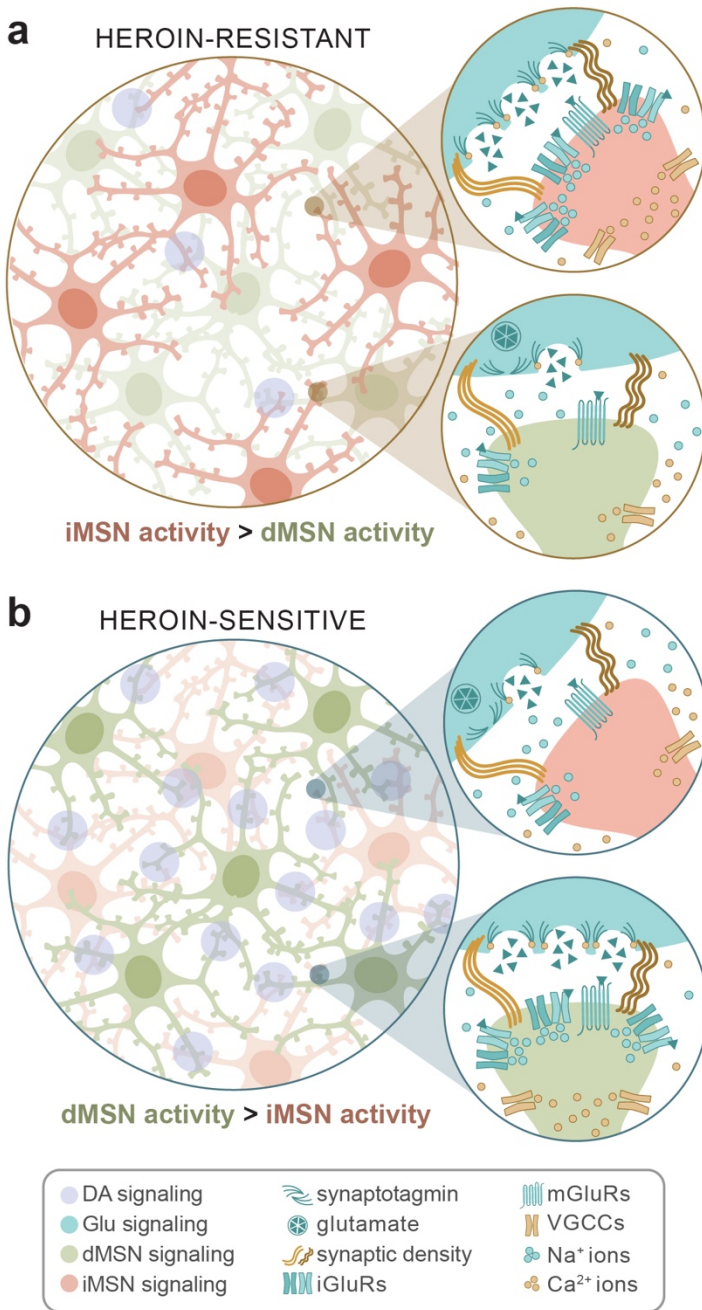 a
HEROIN-RESISTANT
iMSN activity > dMSN activity
b
HEROIN-SENSITIVE
dMSN activity > iMSN activity
DA signaling
Glu signaling
dMSN signaling
iMSN signaling
synaptotagmin
glutamate
synaptic density
iGluRs
mGluRs
VGCCs
Na⁺ ions
Ca²⁺ ions